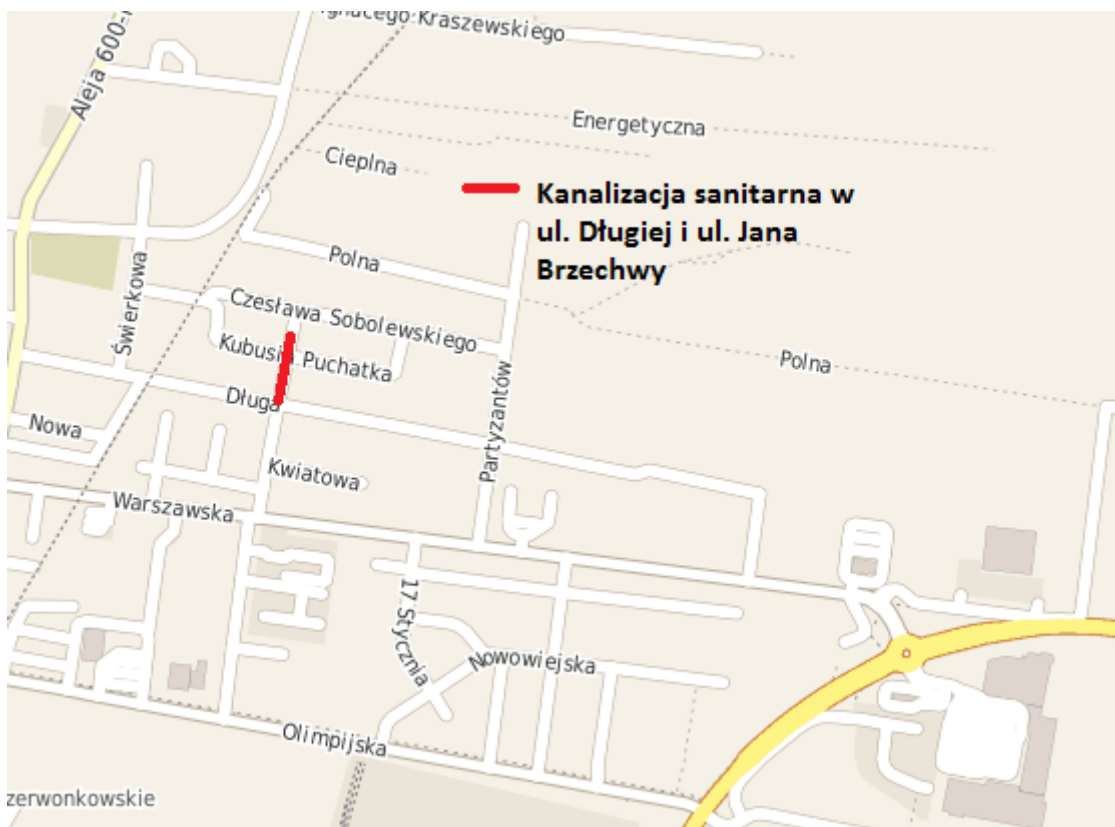 Ignacego Kraszewskiego
Aleja 600-
Energetyczna
Cieplna
Kanalizacja sanitarna w
ul. Długiej i ul. Jana
Brzechwy
Polna
Świerkowa
Czesława Sobolewskiego
Kubusia Puchatka
Polna
Partyzantów
Długa
Nowa
Kwiatowa
Warszawska
17 Stycznia
Nowowiejska
Olimpijska
zerwonkowskie